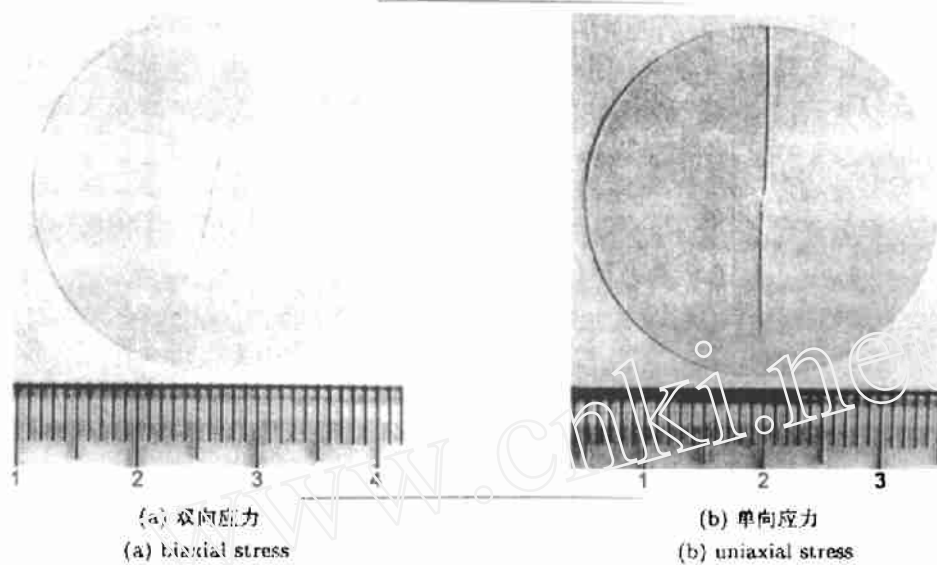 1 2 3 4
1 2 3
(a) 双向应力
(a) biaxial stress
(b) 单向应力
(b) uniaxial stress
www.cnki.net